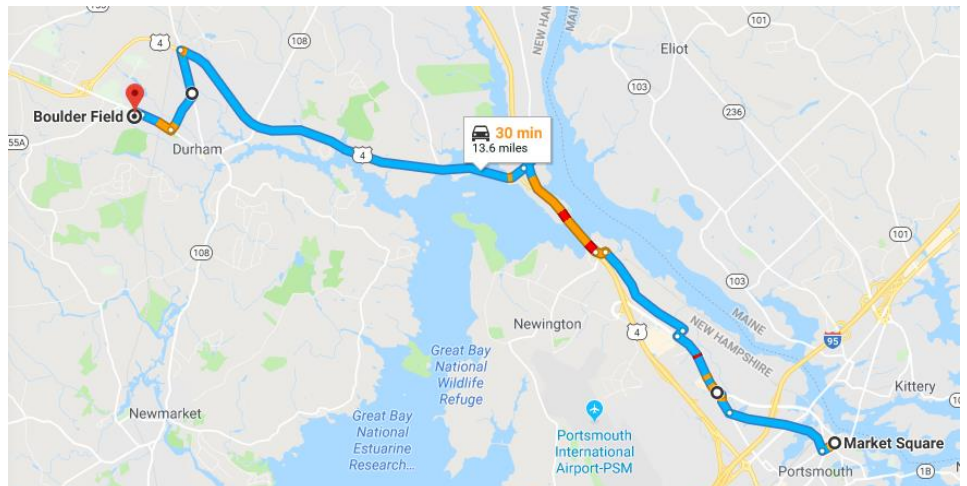 4
108
101
NEW HAMPSHIRE
MAINE
Eliot
103
103
236
Boulder Field
155A
Durham
30 min
13.6 miles
4
101
108
103
NEW HAMPSHIRE
MAINE
95
4
Newington
Great Bay
National
Wildlife
Refuge
Kittery
Newmarket
Great Bay
National
Estuarine
Research...
Portsmouth
International
Airport-PSM
Market Square
Portsmouth
1B